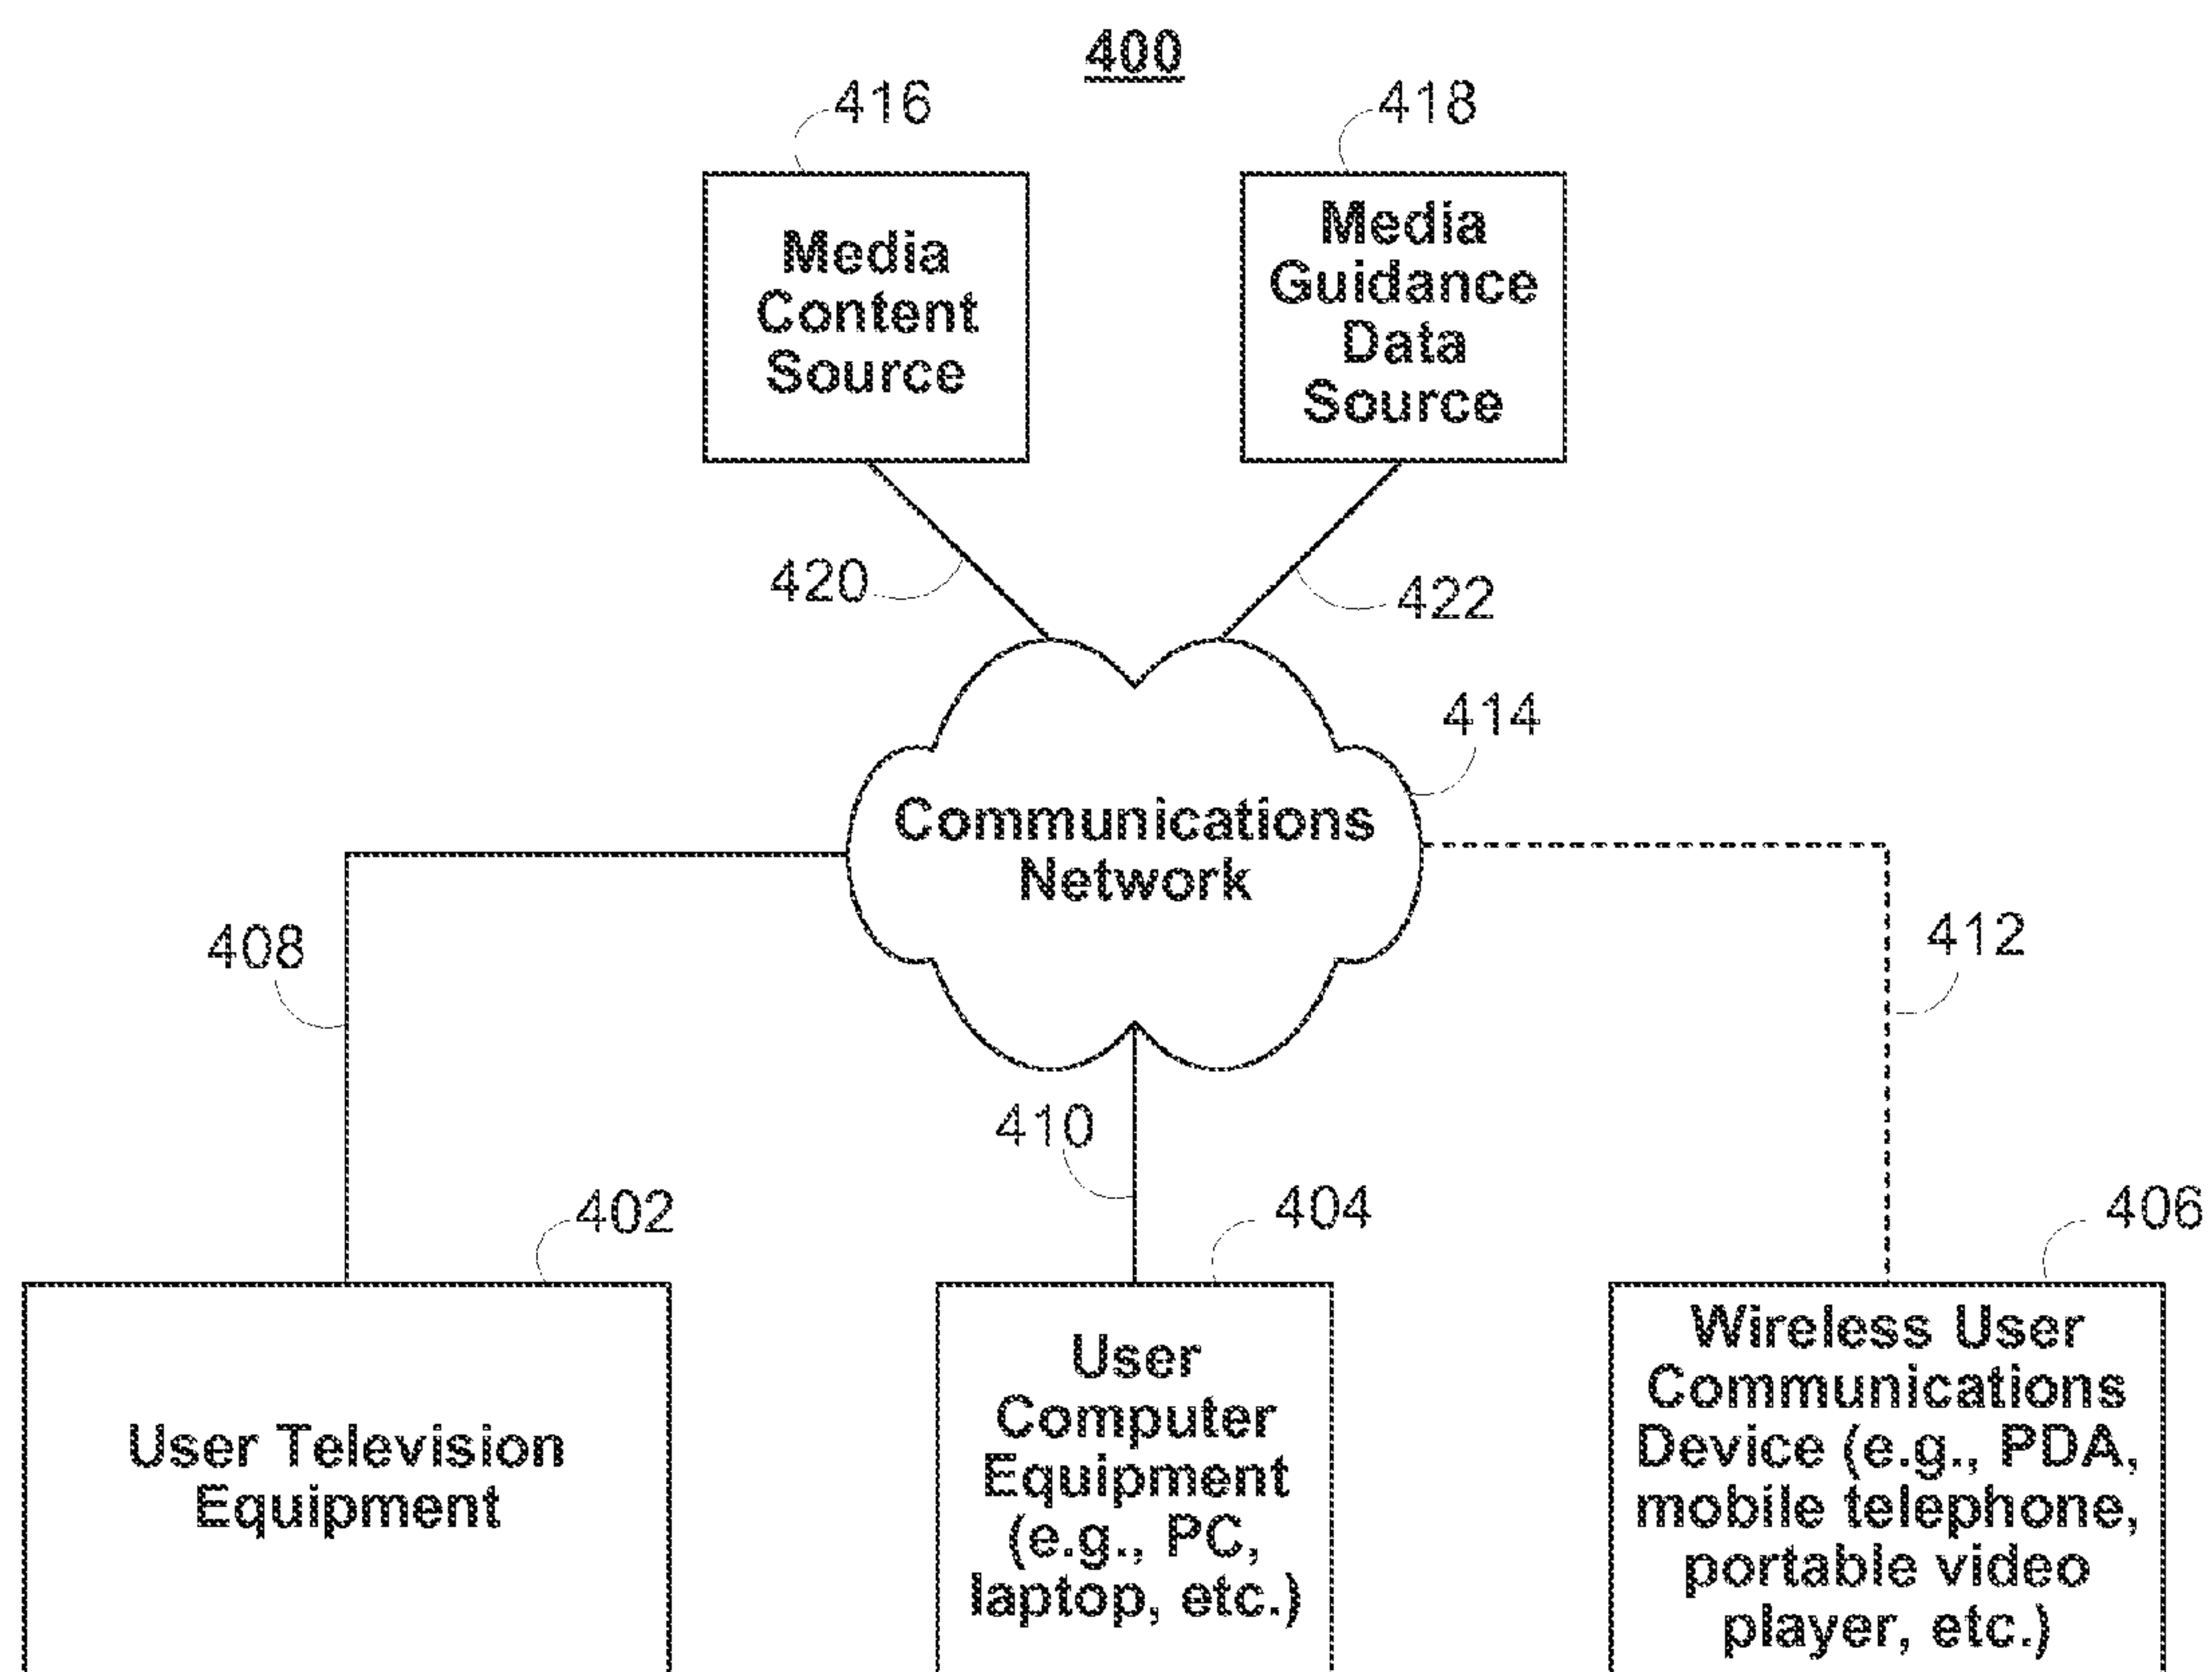 400
416
418
Media
Content
Source
Media
Guidance
Data
Source
420
422
414
Communications
Network
408
412
410
402
404
406
User Television
Equipment
User
Computer
Equipment
(e.g., PC,
laptop, etc.)
Wireless User
Communications
Device (e.g., PDA,
mobile telephone,
portable video
player, etc.)